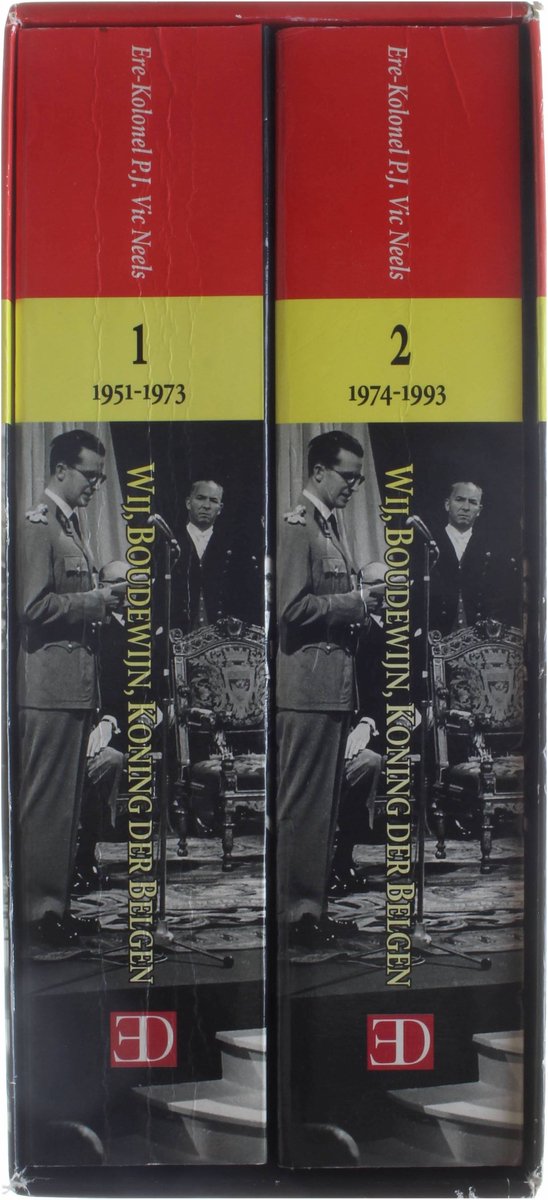 Ere-Kolonel P.J. Vic Neels
1
1951-1973
Wij, Boudewijn, Koning der Belgen
ED
Ere-Kolonel P.J. Vic Neels
2
1974-1993
Wij, Boudewijn, Koning der Belgen
ED